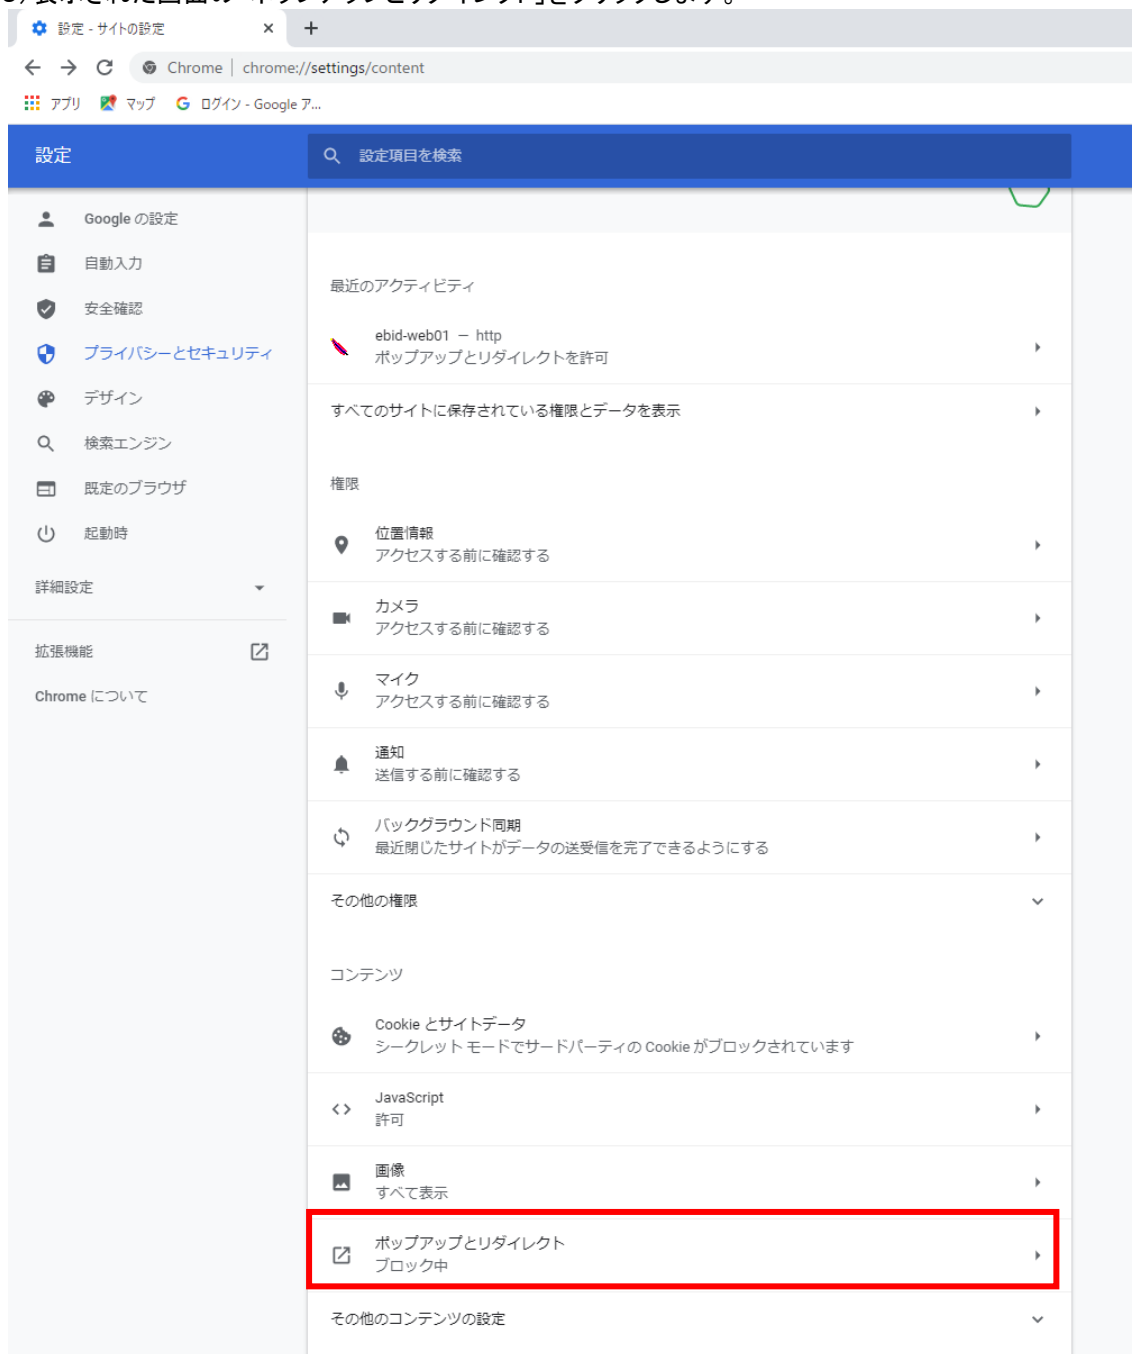 設定 - サイトの設定
Chrome | chrome://settings/content
アプリ マップ ログイン - Google ア...
設定
設定項目を検索
Google の設定
自動入力
安全確認
プライバシーとセキュリティ
デザイン
検索エンジン
既定のブラウザ
起動時
詳細設定
拡張機能
Chrome について
最近のアクティビティ
ebid-web01 — http
ポップアップとリダイレクトを許可
すべてのサイトに保存されている権限とデータを表示
権限
位置情報
アクセスする前に確認する
カメラ
アクセスする前に確認する
マイク
アクセスする前に確認する
通知
送信する前に確認する
バックグラウンド同期
最近閉じたサイトがデータの送受信を完了できるようにする
その他の権限
コンテンツ
Cookie とサイトデータ
シークレット モードでサードパーティの Cookie がブロックされています
JavaScript
許可
画像
すべて表示
ポップアップとリダイレクト
ブロック中
その他のコンテンツの設定